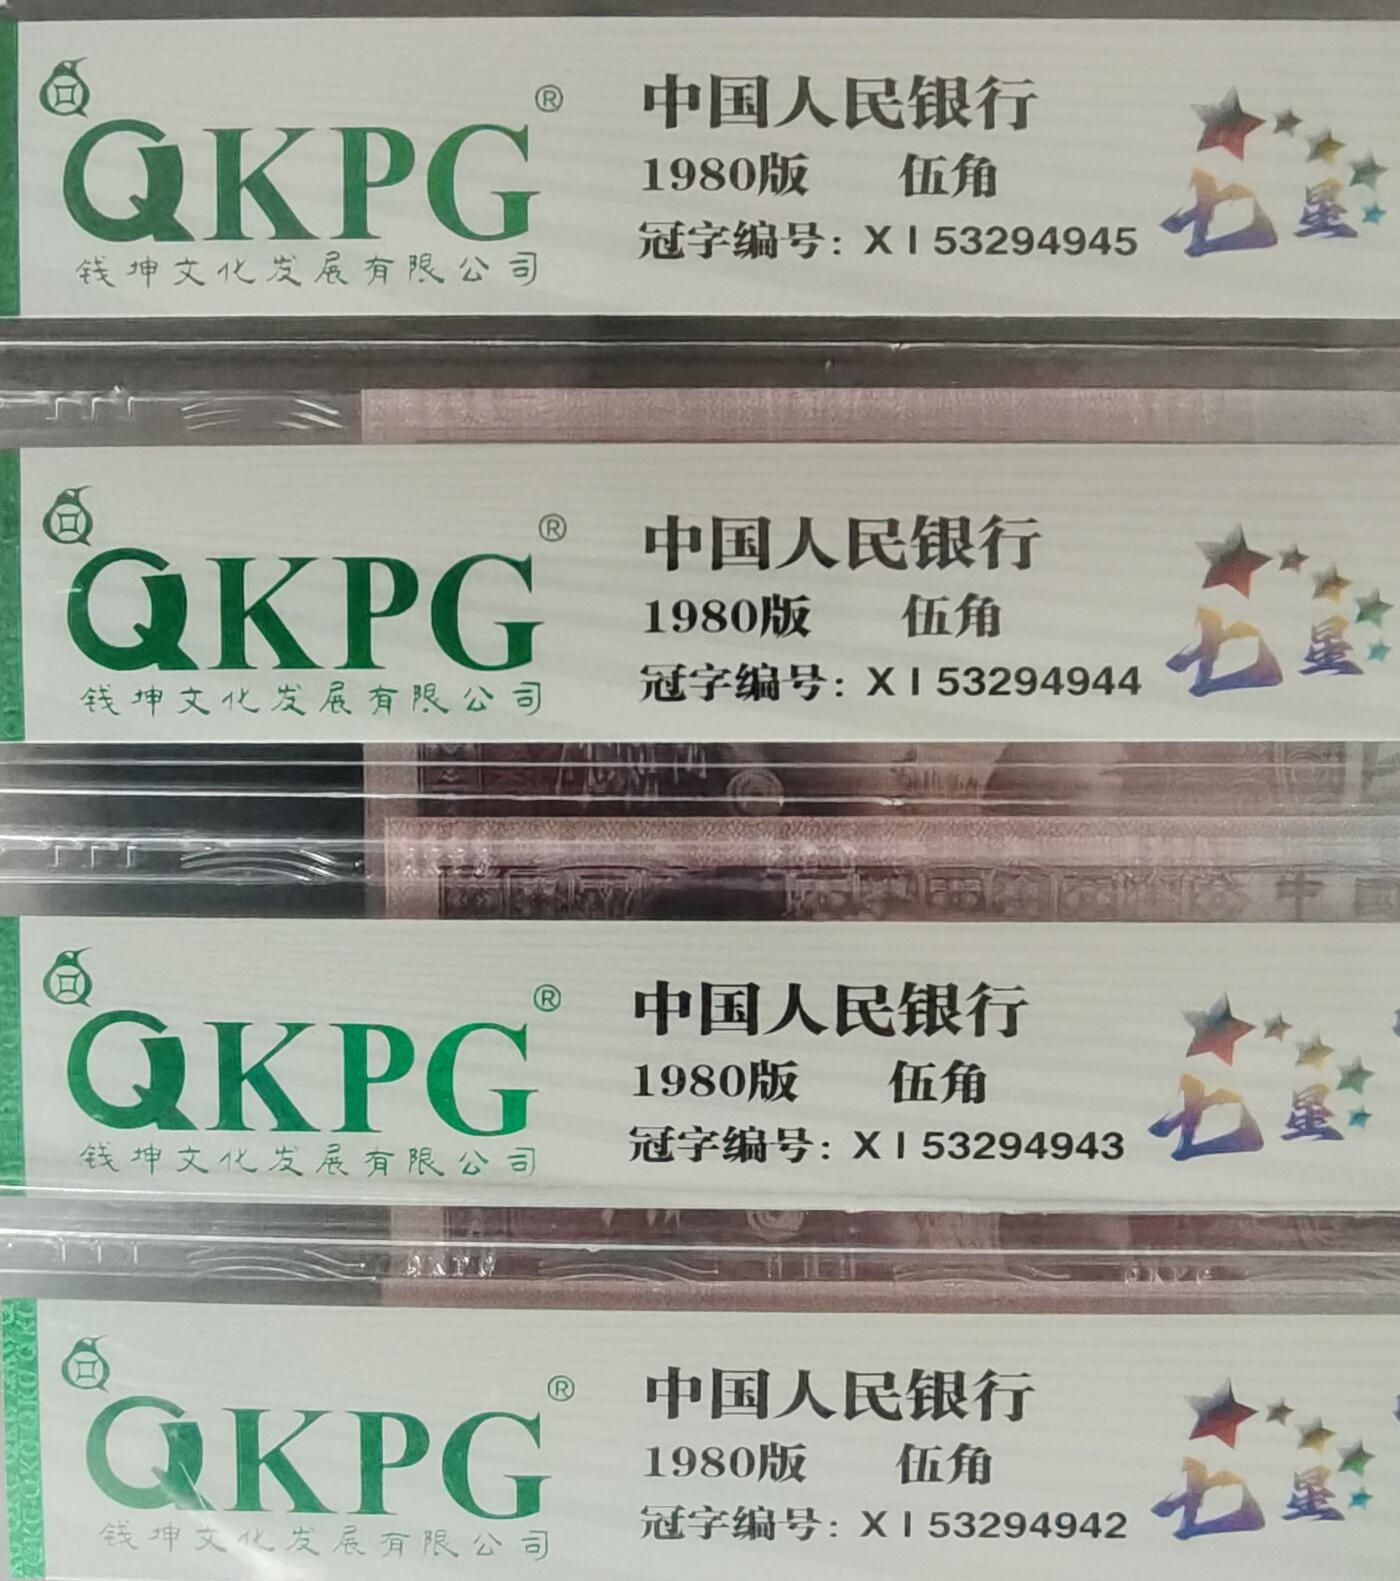 QKPG®
钱坤文化发展有限公司
中国人民银行
1980版 伍角
冠字编号: X I 53294945
七星
QKPG®
钱坤文化发展有限公司
中国人民银行
1980版 伍角
冠字编号: X I 53294944
七星
中国
QKPG®
钱坤文化发展有限公司
中国人民银行
1980版 伍角
冠字编号: X I 53294943
七星
QKPG®
钱坤文化发展有限公司
中国人民银行
1980版 伍角
冠字编号: X I 53294942
七星